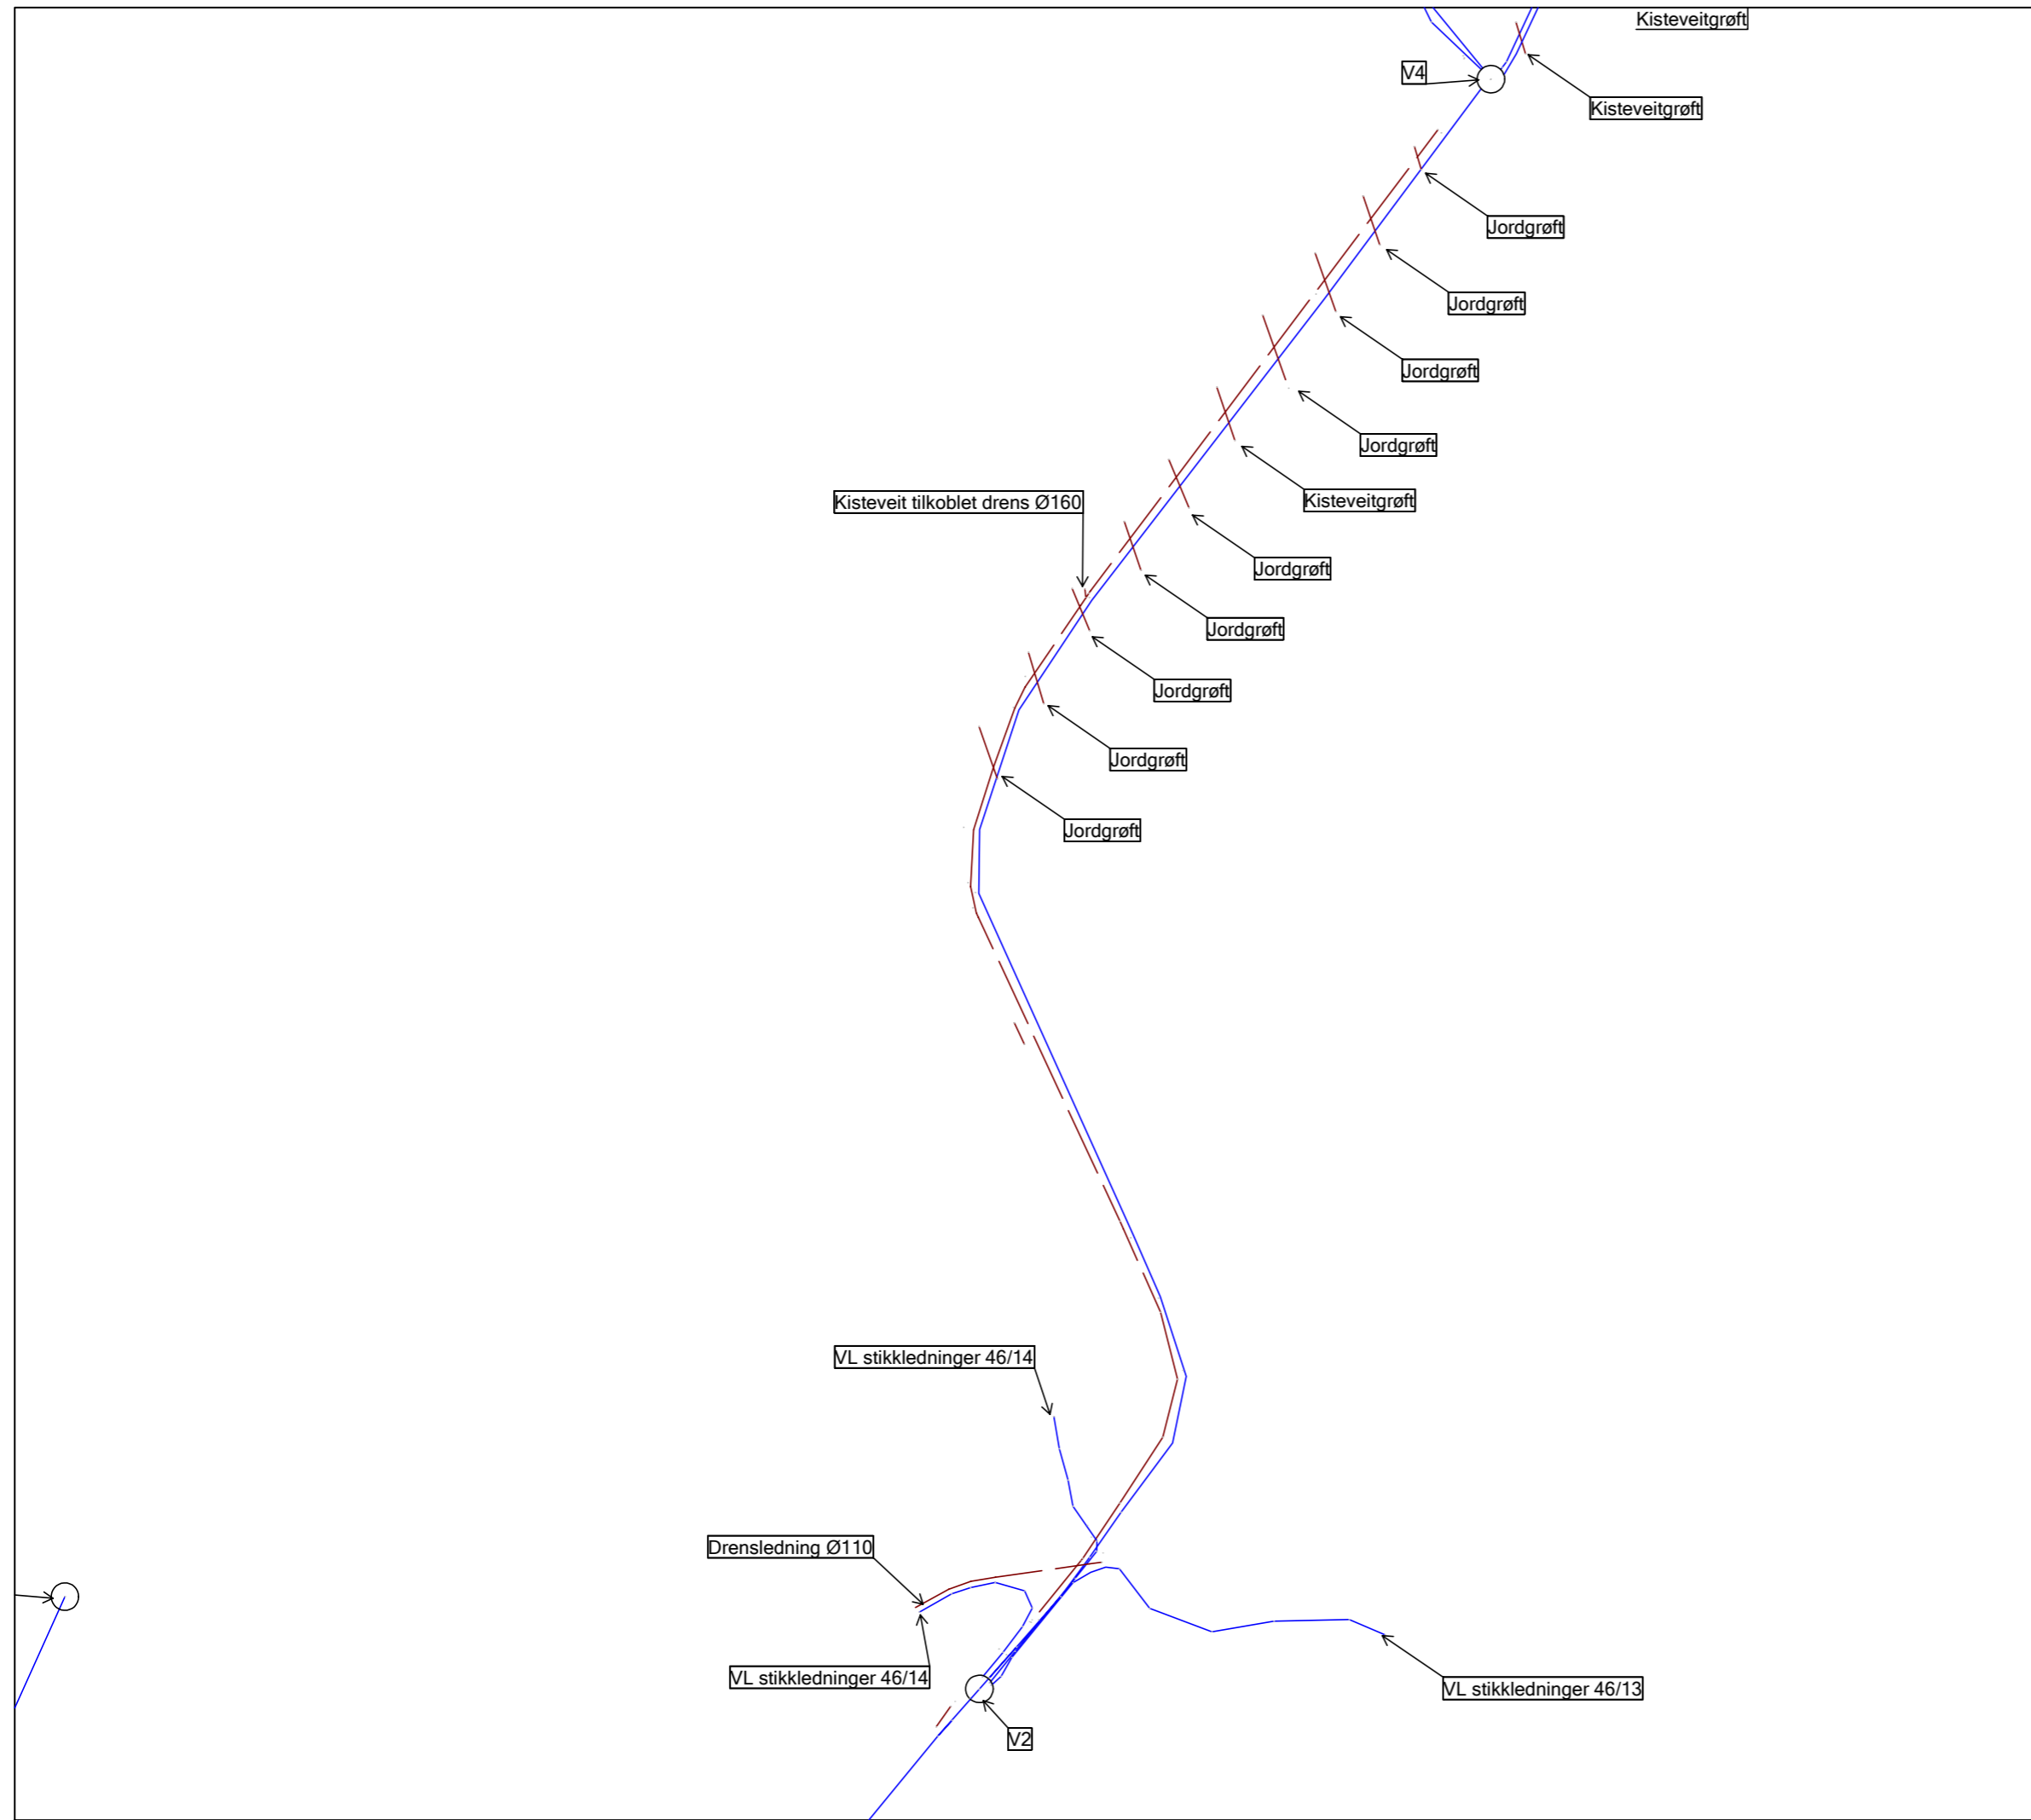 Kisteveitgrøft
V4
Kisteveitgrøft
Jordgrøft
Jordgrøft
Jordgrøft
Jordgrøft
Kisteveit tilkoblet drens Ø160
Kisteveitgrøft
Jordgrøft
Jordgrøft
Jordgrøft
Jordgrøft
Jordgrøft
VL stikkledninger 46/14
Drensledning Ø110
VL stikkledninger 46/14
VL stikkledninger 46/13
V2